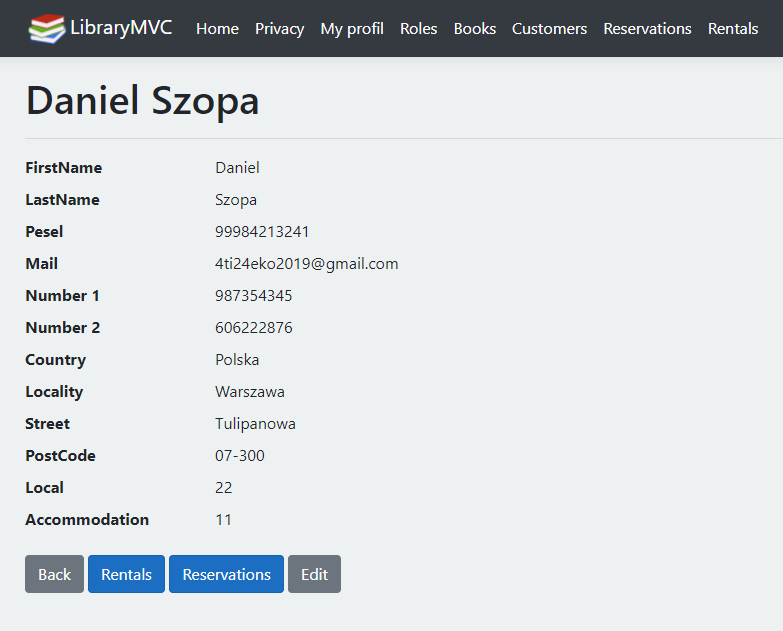 LibraryMVC Home Privacy My profil Roles Books Customers Reservations Rentals
Daniel Szopa
FirstName Daniel
LastName Szopa
Pesel 99984213241
Mail 4ti24eko2019@gmail.com
Number 1 987354345
Number 2 606222876
Country Polska
Locality Warszawa
Street Tulipanowa
PostCode 07-300
Local 22
Accommodation 11
Back Rentals Reservations Edit